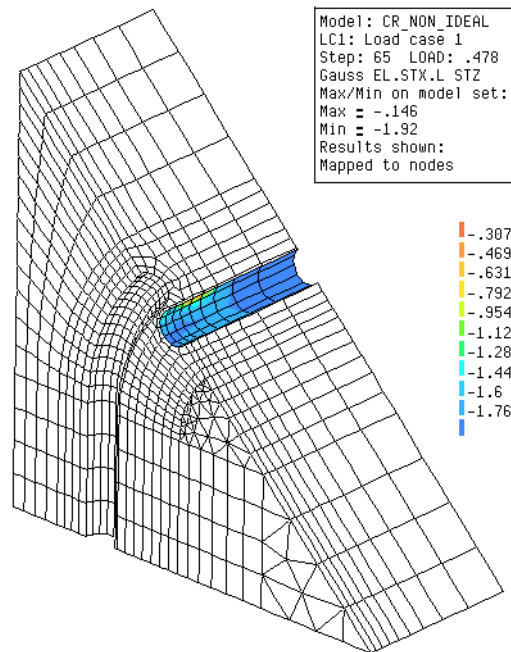 Model: CR_NON_IDEAL
LC1: Load case 1
Step: 65 LOAD: .478
Gauss EL.STX.L STZ
Max/Min on model set:
Max = -.146
Min = -1.92
Results shown:
Mapped to nodes
-.307
-.469
-.631
-.792
-.954
-1.12
-1.28
-1.44
-1.6
-1.76